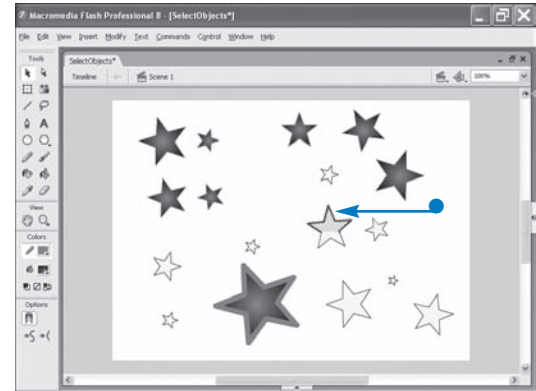 Macromedia Flash Professional 8 - [SelectObjects*]
File Edit View Insert Modify Text Commands Control Window Help
Tools
SelectObjects*
Timeline
Scene 1
100%
A
View
Colors
Options